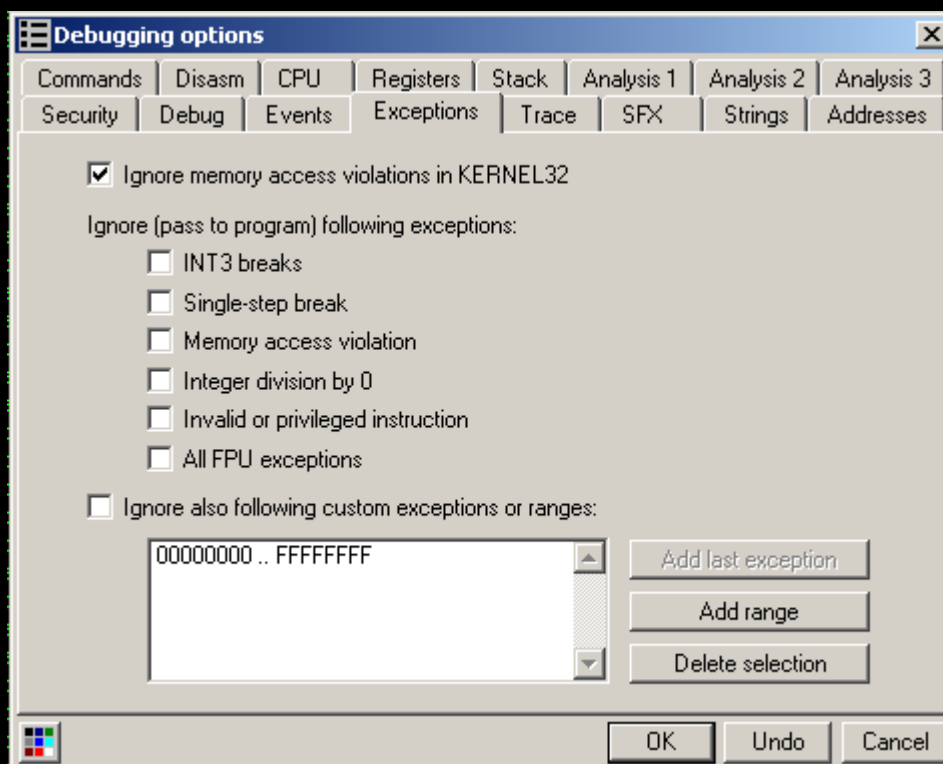 Debugging options
Commands Disasm CPU Registers Stack Analysis 1 Analysis 2 Analysis 3
Security Debug Events Exceptions Trace SFX Strings Addresses
Ignore memory access violations in KERNEL32
Ignore (pass to program) following exceptions:
INT3 breaks
Single-step break
Memory access violation
Integer division by 0
Invalid or privileged instruction
All FPU exceptions
Ignore also following custom exceptions or ranges:
00000000 .. FFFFFFFF
Add last exception
Add range
Delete selection
OK Undo Cancel